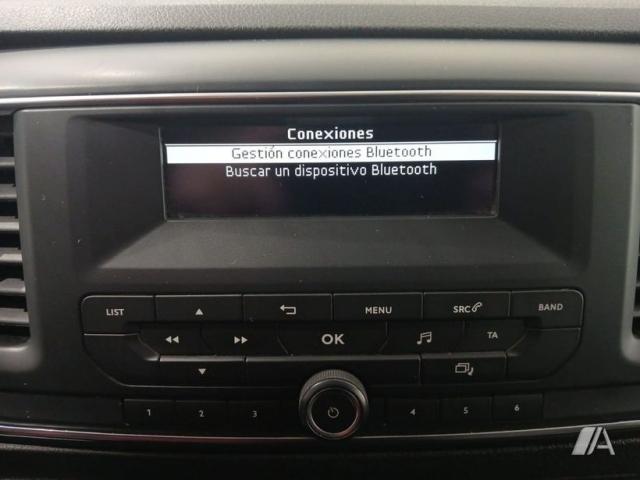 Conexiones
Gestión conexiones Bluetooth
Buscar un dispositivo Bluetooth
LIST
MENU
SRC
BAND
OK
TA
1 2 3 4 5 6